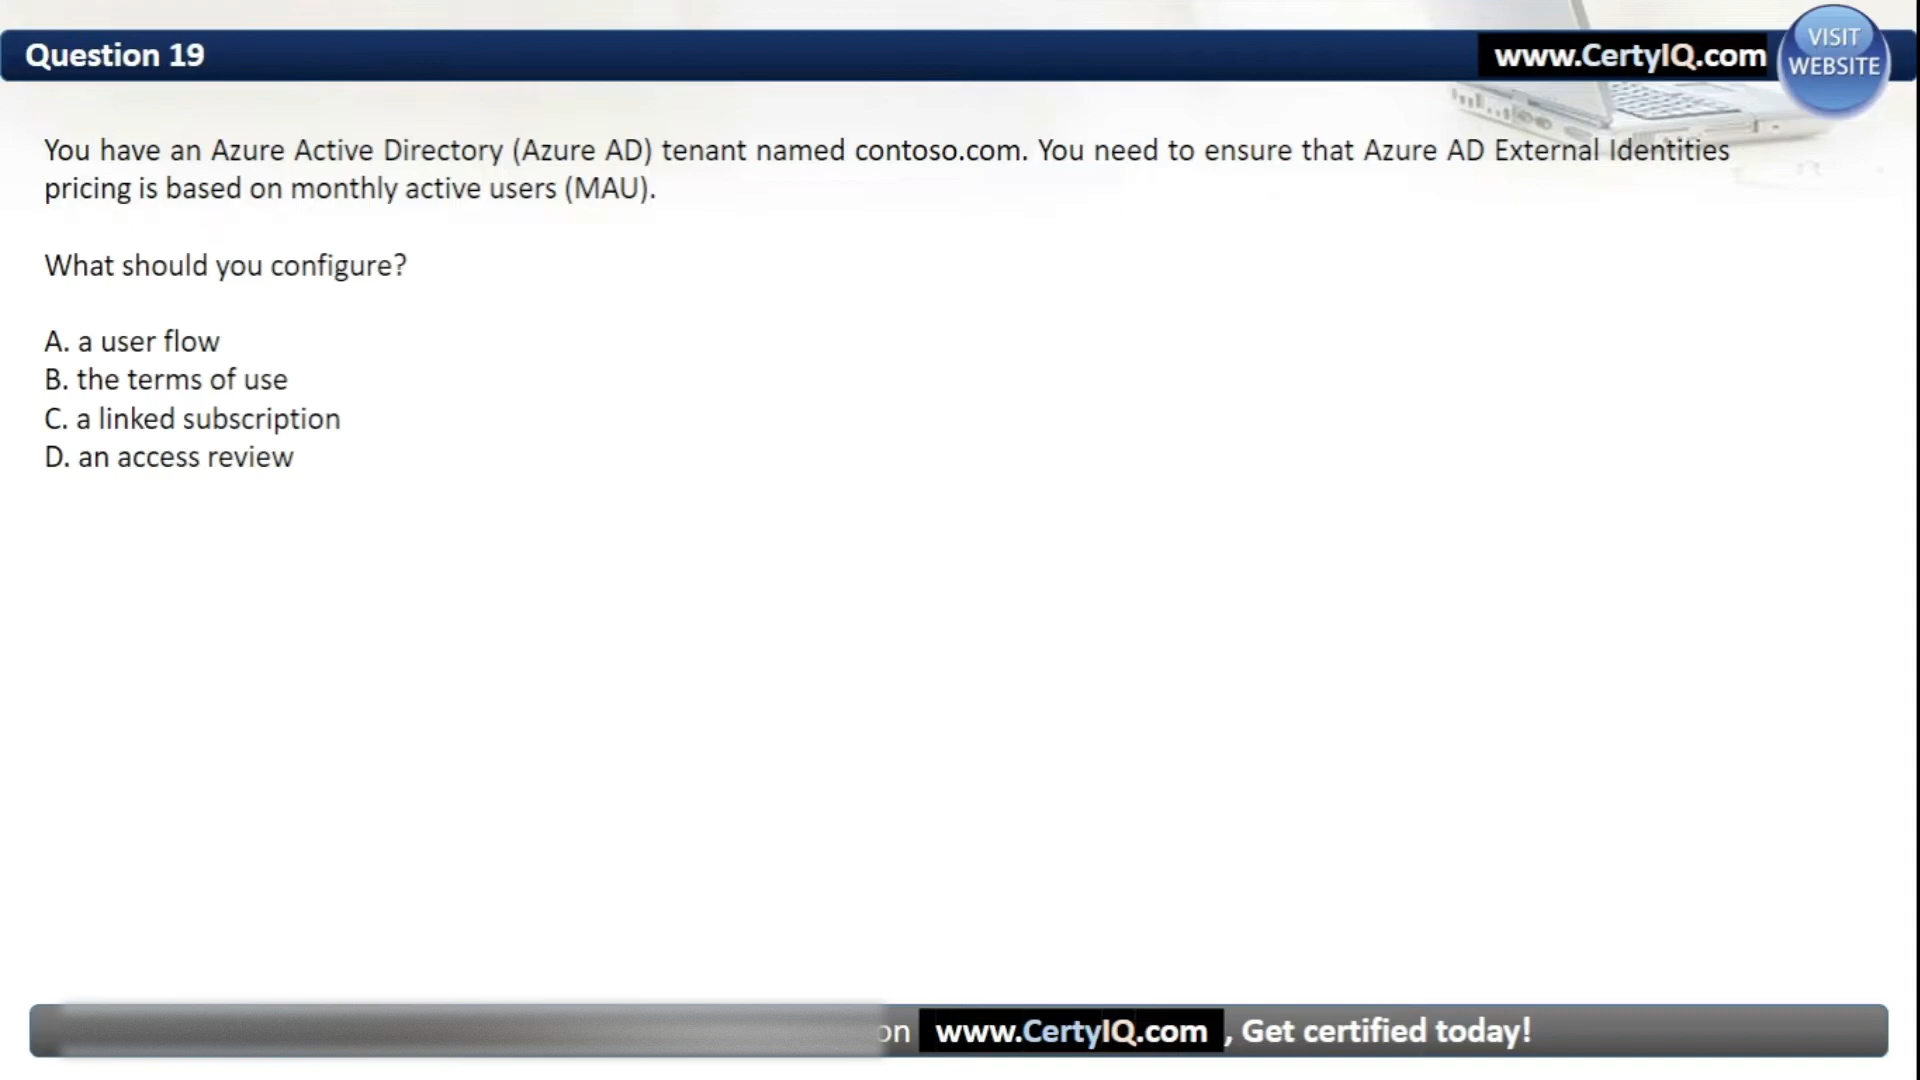 Question 19
www.CertyIQ.com
VISIT
WEBSITE
You have an Azure Active Directory (Azure AD) tenant named contoso.com. You need to ensure that Azure AD External Identities
pricing is based on monthly active users (MAU).
What should you configure?
A. a user flow
B. the terms of use
C. a linked subscription
D. an access review
on www.CertyIQ.com , Get certified today!